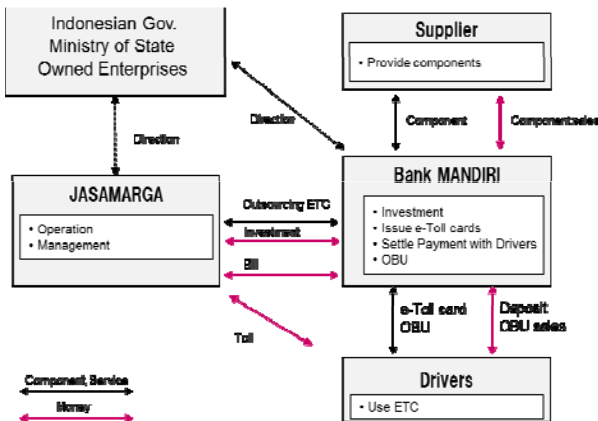 Indonesian Gov.
Ministry of State
Owned Enterprises
Supplier
• Provide components
Direction
Direction
Component
Componentsales
JASAMARGA
• Operation
• Management
Outsourcing ETC
Investment
Bill
Toll
Bank MANDIRI
• Investment
• Issue e-Toll cards
• Settle Payment with Drivers
• OBU
e-Toll card
OBU
Deposit
OBU sales
Drivers
• Use ETC
Component, Service
Money